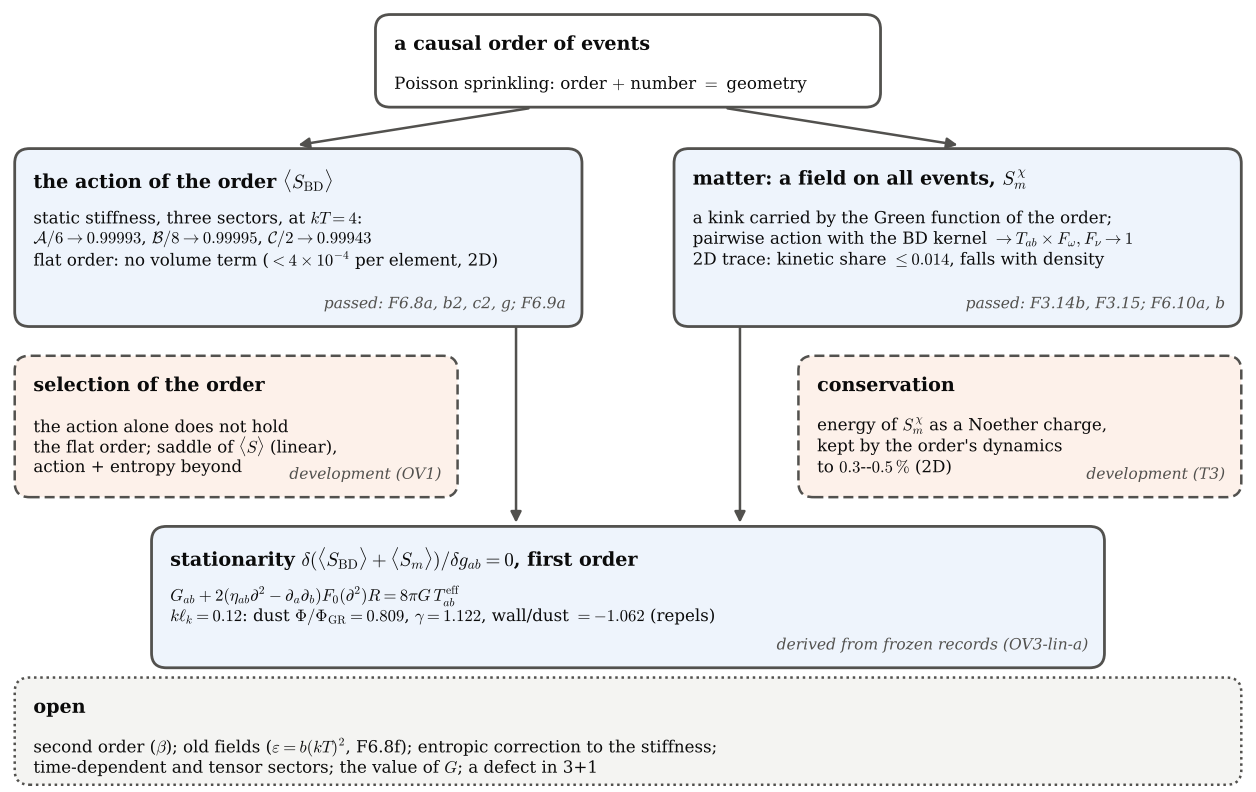 a causal order of events
Poisson sprinkling: order + number = geometry
the action of the order ⟨S_BD⟩
static stiffness, three sectors, at kT = 4:
𝒜/6 → 0.99993, ℬ/8 → 0.99995, 𝒞/2 → 0.99943
flat order: no volume term (< 4 × 10⁻⁴ per element, 2D)
passed: F6.8a, b2, c2, g; F6.9a
matter: a field on all events, S_m^χ
a kink carried by the Green function of the order;
pairwise action with the BD kernel → T_ab × F_ω, F_ν → 1
2D trace: kinetic share ≤ 0.014, falls with density
passed: F3.14b, F3.15; F6.10a, b
selection of the order
the action alone does not hold
the flat order; saddle of ⟨S⟩ (linear),
action + entropy beyond
development (OV1)
conservation
energy of S_m^χ as a Noether charge,
kept by the order's dynamics
to 0.3--0.5 % (2D)
development (T3)
stationarity δ(⟨S_BD⟩ + ⟨S_m⟩)/δg_ab = 0, first order
G_ab + 2(η_ab ∂² − ∂_a ∂_b)F₀(∂²)R = 8πG T_ab^eff
kℓ_k = 0.12: dust Φ/Φ_GR = 0.809, γ = 1.122, wall/dust = −1.062 (repels)
derived from frozen records (OV3-lin-a)
open
second order (β); old fields (ε = b(kT)², F6.8f); entropic correction to the stiffness;
time-dependent and tensor sectors; the value of G; a defect in 3+1